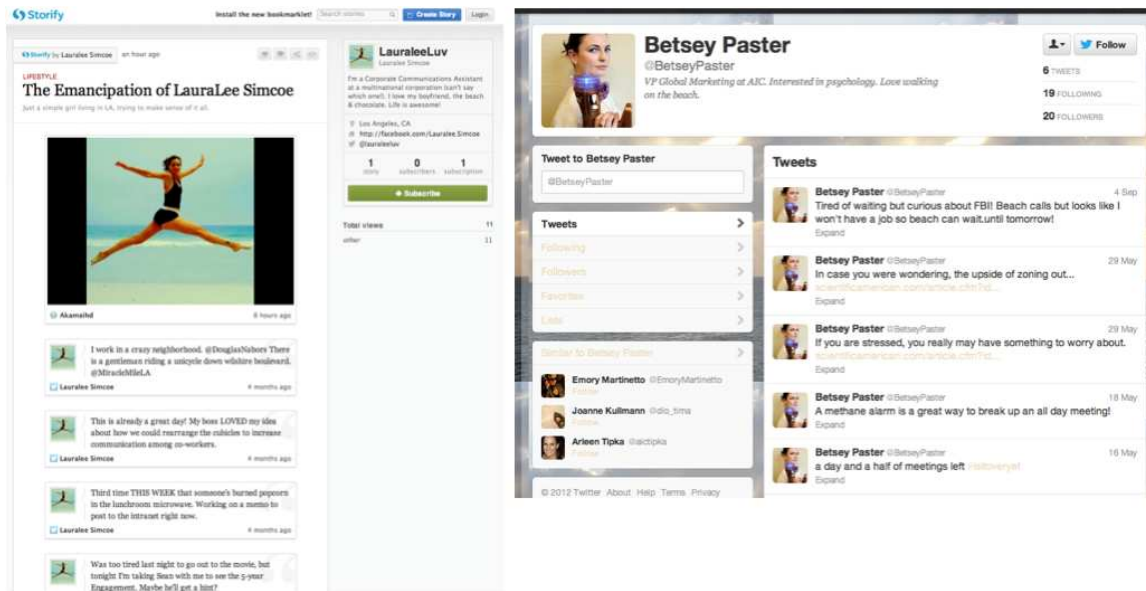 Storify
Install the new bookmarklet!
Search stories
Create Story
Login
Storify by Lauralee Simcoe
an hour ago
LIFESTYLE
The Emancipation of LauraLee Simcoe
Just a simple girl living in LA, trying to make sense of it all.
Akamaihd
8 hours ago
I work in a crazy neighborhood. @DouglasNabors There
is a gentleman riding a unicycle down wilshire boulevard.
@MiracleMileLA
Lauralee Simcoe
4 months ago
This is already a great day! My boss LOVED my idea
about how we could rearrange the cubicles to increase
communication among co-workers.
Lauralee Simcoe
4 months ago
Third time THIS WEEK that someone's burned popcorn
in the lunchroom microwave. Working on a memo to
post to the intranet right now.
Lauralee Simcoe
4 months ago
Was too tired last night to go out to the movie, but
tonight I'm taking Sean with me to see the 5-year
Engagement. Maybe he'll get a hint?
LauraleeLuv
Lauralee Simcoe
I'm a Corporate Communications Assistant
at a multinational corporation (can't say
which one). I love my boyfriend, the beach
& chocolate. Life is awesome!
Los Angeles, CA
http://facebook.com/Lauralee.Simcoe
@lauraleeluv
1 0 1
story subscribers subscription
Subscribe
Total views 11
other 11
Betsey Paster
@BetseyPaster
VP Global Marketing at AIC. Interested in psychology. Love walking
on the beach.
Follow
6 TWEETS
19 FOLLOWING
20 FOLLOWERS
Tweet to Betsey Paster
@BetseyPaster
Tweets
Following
Followers
Favorites
Lists
Similar to Betsey Paster
Emory Martinetto @EmoryMartinetto
Follow
Joanne Kullmann @dio_tima
Follow
Arleen Tipka @aictipka
Follow
© 2012 Twitter About Help Terms Privacy
Tweets
Betsey Paster @BetseyPaster 4 Sep
Tired of waiting but curious about FBI! Beach calls but looks like I
won't have a job so beach can wait.until tomorrow!
Expand
Betsey Paster @BetseyPaster 29 May
In case you were wondering, the upside of zoning out...
scientificamerican.com/article.cfm?id...
Expand
Betsey Paster @BetseyPaster 29 May
If you are stressed, you really may have something to worry about.
scientificamerican.com/article.cfm?id...
Expand
Betsey Paster @BetseyPaster 18 May
A methane alarm is a great way to break up an all day meeting!
Expand
Betsey Paster @BetseyPaster 16 May
a day and a half of meetings left
Expand